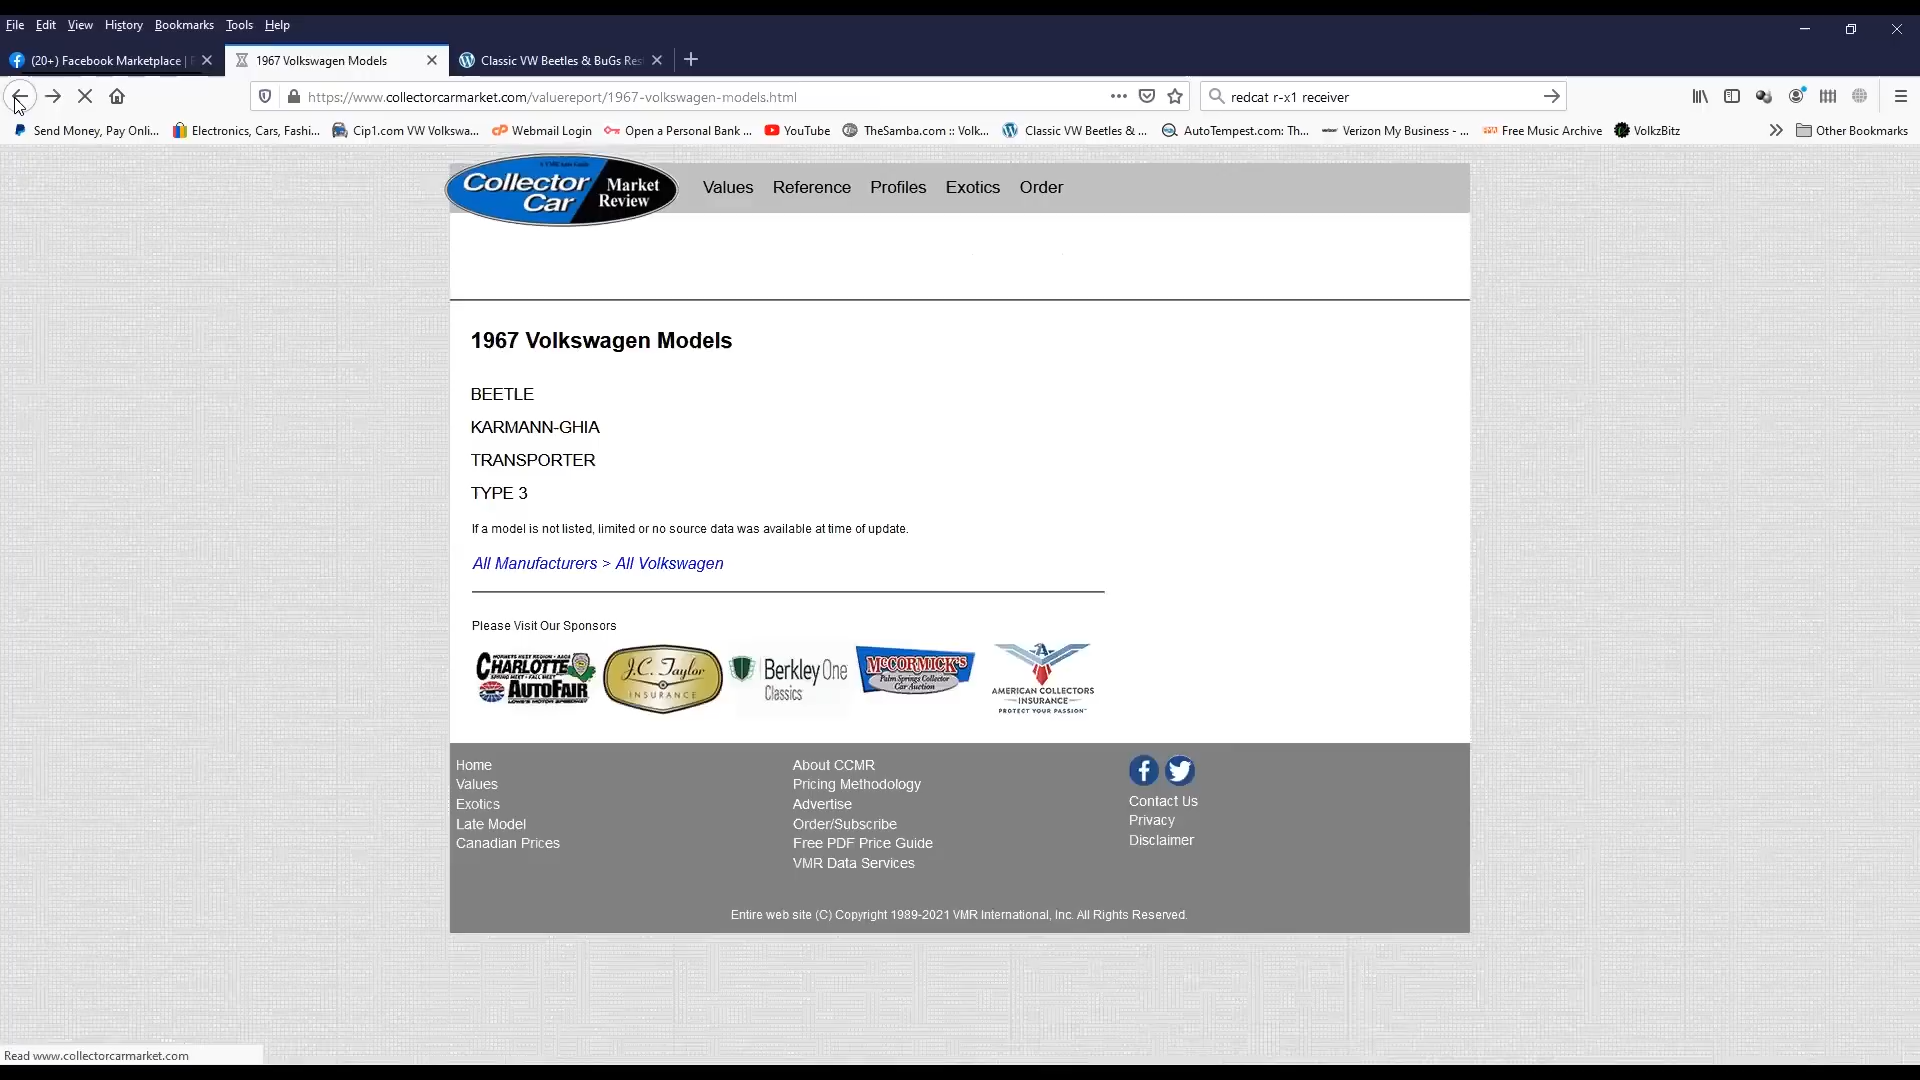 File Edit View History Bookmarks Tools Help
(20+) Facebook Marketplace |
1967 Volkswagen Models
Classic VW Beetles & BuGs Res
https://www.collectorcarmarket.com/valuereport/1967-volkswagen-models.html
redcat r-x1 receiver
Send Money, Pay Onli...
Electronics, Cars, Fashi...
Cip1.com VW Volkswa...
Webmail Login
Open a Personal Bank ...
YouTube
TheSamba.com :: Volk...
Classic VW Beetles & ...
AutoTempest.com: Th...
Verizon My Business - ...
Free Music Archive
VolkzBitz
Other Bookmarks
Collector Car
Market Review
Values Reference Profiles Exotics Order
1967 Volkswagen Models
BEETLE
KARMANN-GHIA
TRANSPORTER
TYPE 3
If a model is not listed, limited or no source data was available at time of update.
All Manufacturers > All Volkswagen
Please Visit Our Sponsors
CHARLOTTE
AUTOFAIR
J.C. Taylor
INSURANCE
BerkleyOne
Classics
McCORMICK'S
Palm Springs Collector
Car Auction
AMERICAN COLLECTORS
INSURANCE
PROTECT YOUR PASSION
Home
Values
Exotics
Late Model
Canadian Prices
About CCMR
Pricing Methodology
Advertise
Order/Subscribe
Free PDF Price Guide
VMR Data Services
Contact Us
Privacy
Disclaimer
Entire web site (C) Copyright 1989-2021 VMR International, Inc. All Rights Reserved.
Read www.collectorcarmarket.com